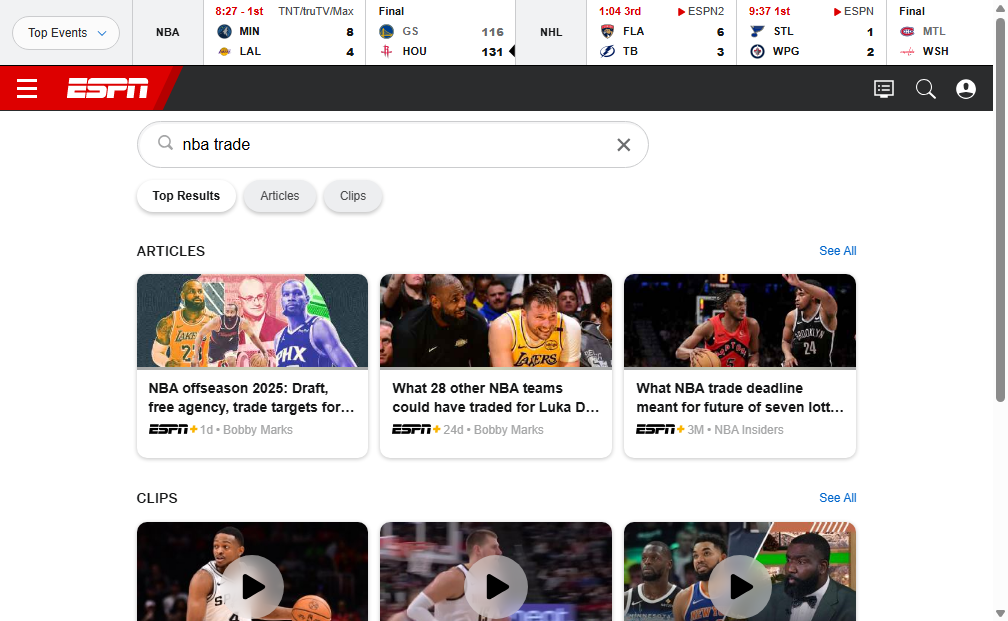 Top Events
NBA
8:27 - 1st TNT/truTV/Max
MIN 8
LAL 4
Final
GS 116
HOU 131
NHL
1:04 3rd ESPN2
FLA 6
TB 3
9:37 1st ESPN
STL 1
WPG 2
Final
MTL
WSH
ESPN
nba trade
Top Results Articles Clips
ARTICLES See All
NBA offseason 2025: Draft,
free agency, trade targets for...
ESPN+ 1d • Bobby Marks
What 28 other NBA teams
could have traded for Luka D...
ESPN+ 24d • Bobby Marks
What NBA trade deadline
meant for future of seven lott...
ESPN+ 3M • NBA Insiders
CLIPS See All